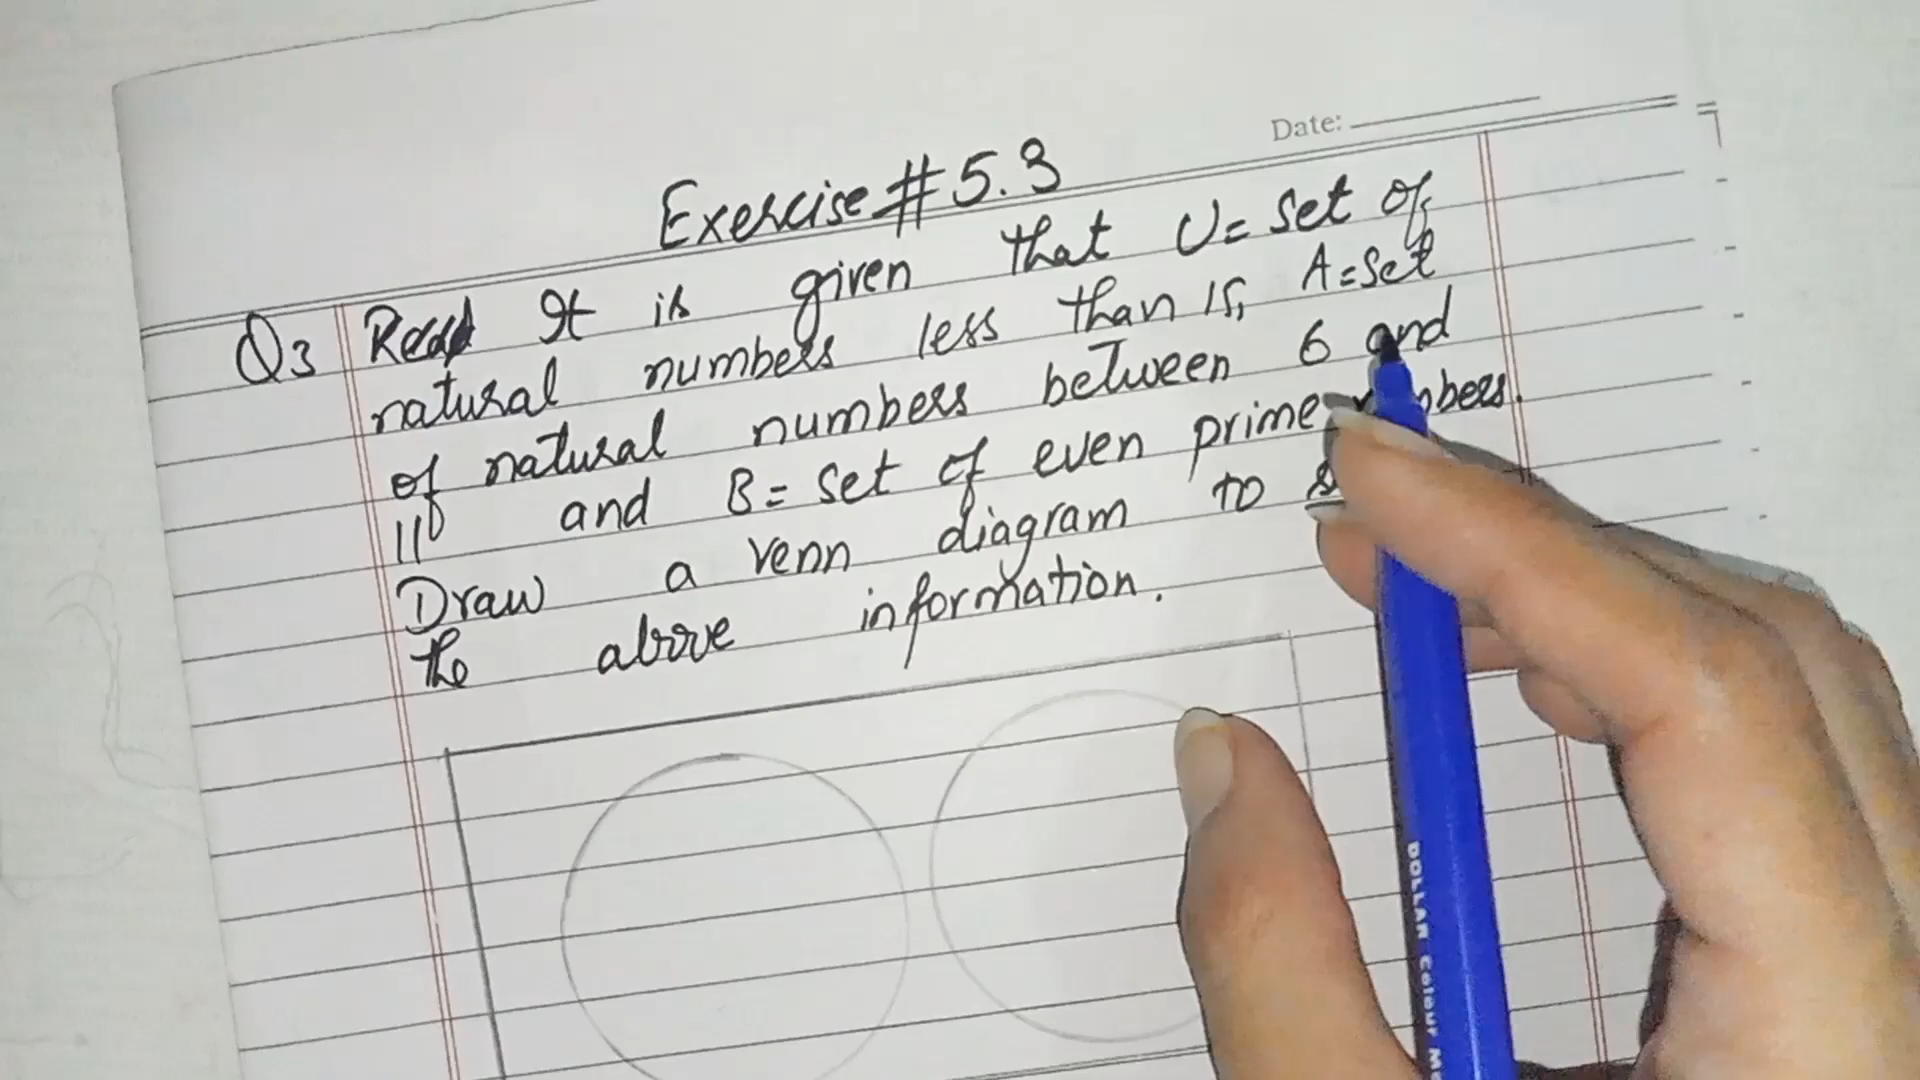 Date:
Exercise # 5.3
Q3 It is given that U = set of
natural numbers less than 15, A = set
of natural numbers between 6 and
11 and B = set of even prime
Draw a venn diagram to
the above information.
DOLLAR Colour